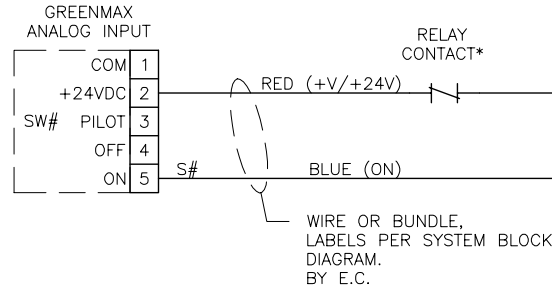 GREENMAX
ANALOG INPUT
RELAY
CONTACT*
COM 1
+24VDC 2
RED (+V/+24V)
SW# PILOT 3
OFF 4
ON 5
S#
BLUE (ON)
WIRE OR BUNDLE,
LABELS PER SYSTEM BLOCK
DIAGRAM.
BY E.C.